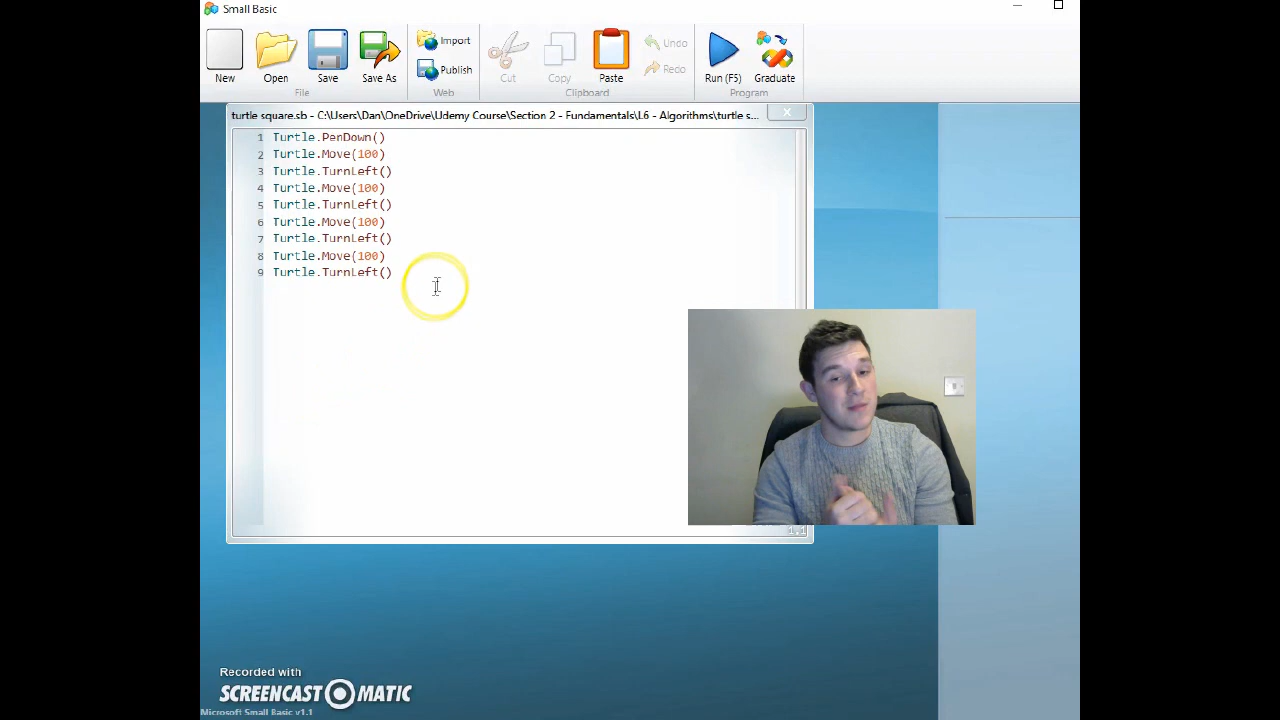 Small Basic
New
Open
Save
Save As
Import
Publish
Cut
Copy
Paste
Undo
Redo
Run (F5)
Graduate
File
Web
Clipboard
Program
turtle square.sb - C:\Users\Dan\OneDrive\Udemy Course\Section 2 - Fundamentals\L6 - Algorithms\turtle s...
X
1 Turtle.PenDown()
2 Turtle.Move(100)
3 Turtle.TurnLeft()
4 Turtle.Move(100)
5 Turtle.TurnLeft()
6 Turtle.Move(100)
7 Turtle.TurnLeft()
8 Turtle.Move(100)
9 Turtle.TurnLeft()
1,1
Recorded with
SCREENCAST MATIC
Microsoft Small Basic v1.1